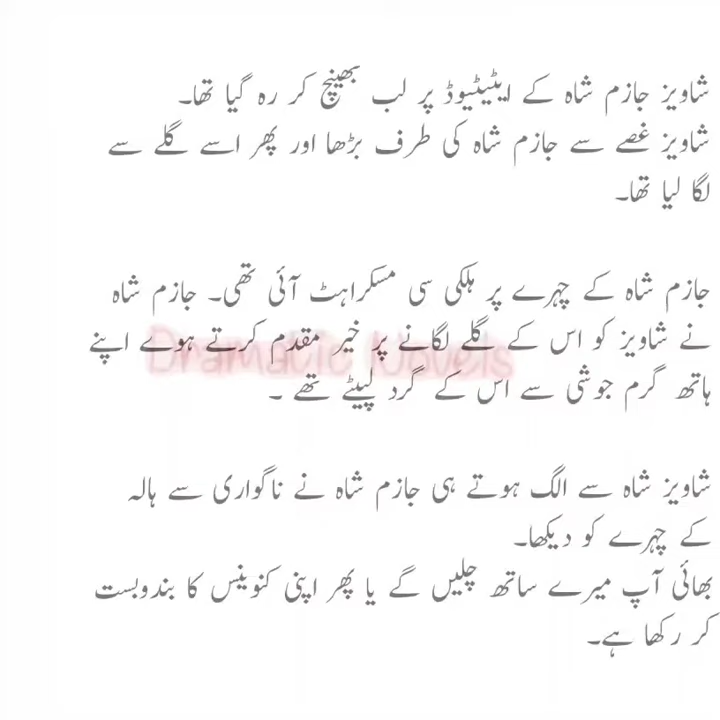 شاویز جازم شاہ کے ایٹیٹیوڈ پر لب بھینچ کر رہ گیا تھا۔
شاویز غصے سے جازم شاہ کی طرف بڑھا اور پھر اسے گلے سے
لگا لیا تھا۔
جازم شاہ کے چہرے پر ہلکی سی مسکراہٹ آئی تھی۔ جازم شاہ
نے شاویز کو اس کے گلے لگانے پر خیر مقدم کرتے ہوے اپنے
Dramatic Novels
ہاتھ گرم جوشی سے اس کے گرد لپیٹے تھے ۔
شاویز شاہ سے الگ ہوتے ہی جازم شاہ نے ناگواری سے ہالہ
کے چہرے کو دیکھا۔
بھائی آپ میرے ساتھ چلیں گے یا پھر اپنی کنوینس کا بندوبست
کر رکھا ہے۔